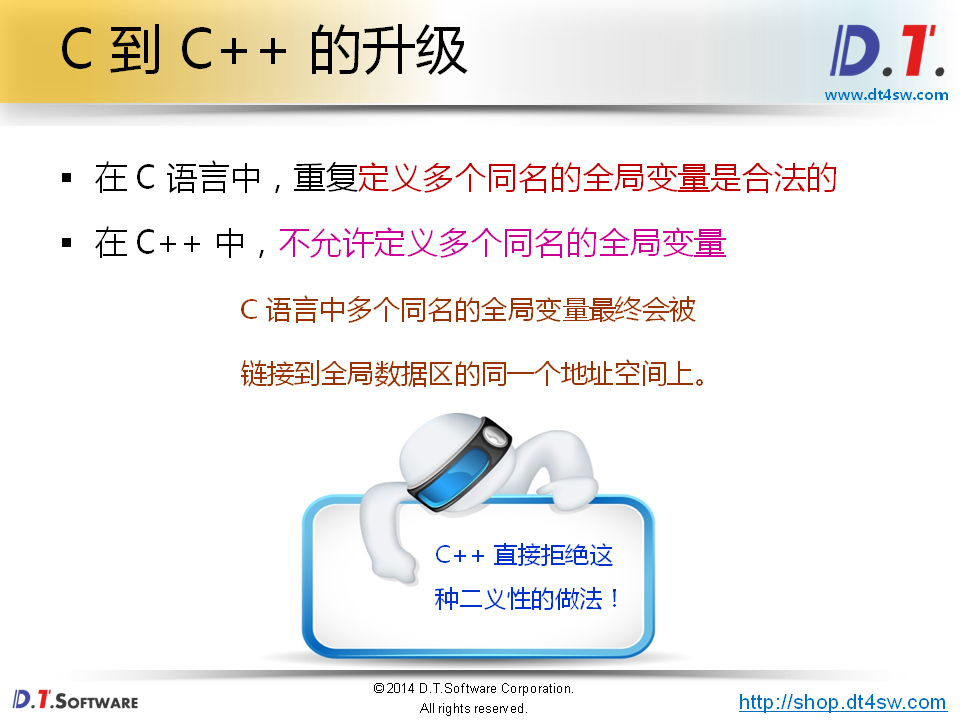 C 到 C++ 的升级
D.T.
www.dt4sw.com
▪ 在 C 语言中，重复定义多个同名的全局变量是合法的
▪ 在 C++ 中，不允许定义多个同名的全局变量
C 语言中多个同名的全局变量最终会被
链接到全局数据区的同一个地址空间上。
C++ 直接拒绝这
种二义性的做法！
D.T.SOFTWARE
©2014 D.T.Software Corporation.
All rights reserved.
http://shop.dt4sw.com